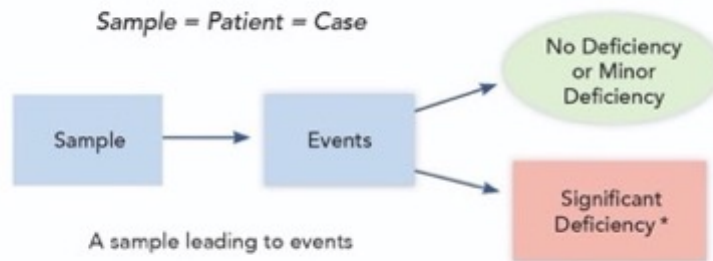 Sample = Patient = Case
No Deficiency
or Minor
Deficiency
Sample
Events
Significant
Deficiency *
A sample leading to events